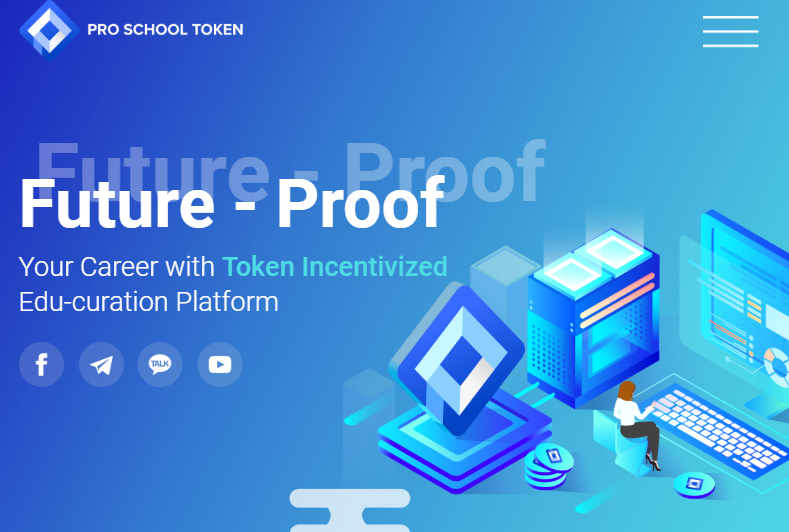 PRO SCHOOL TOKEN
Future - Proof
Future - Proof
Your Career with Token Incentivized
Edu-curation Platform
TALK